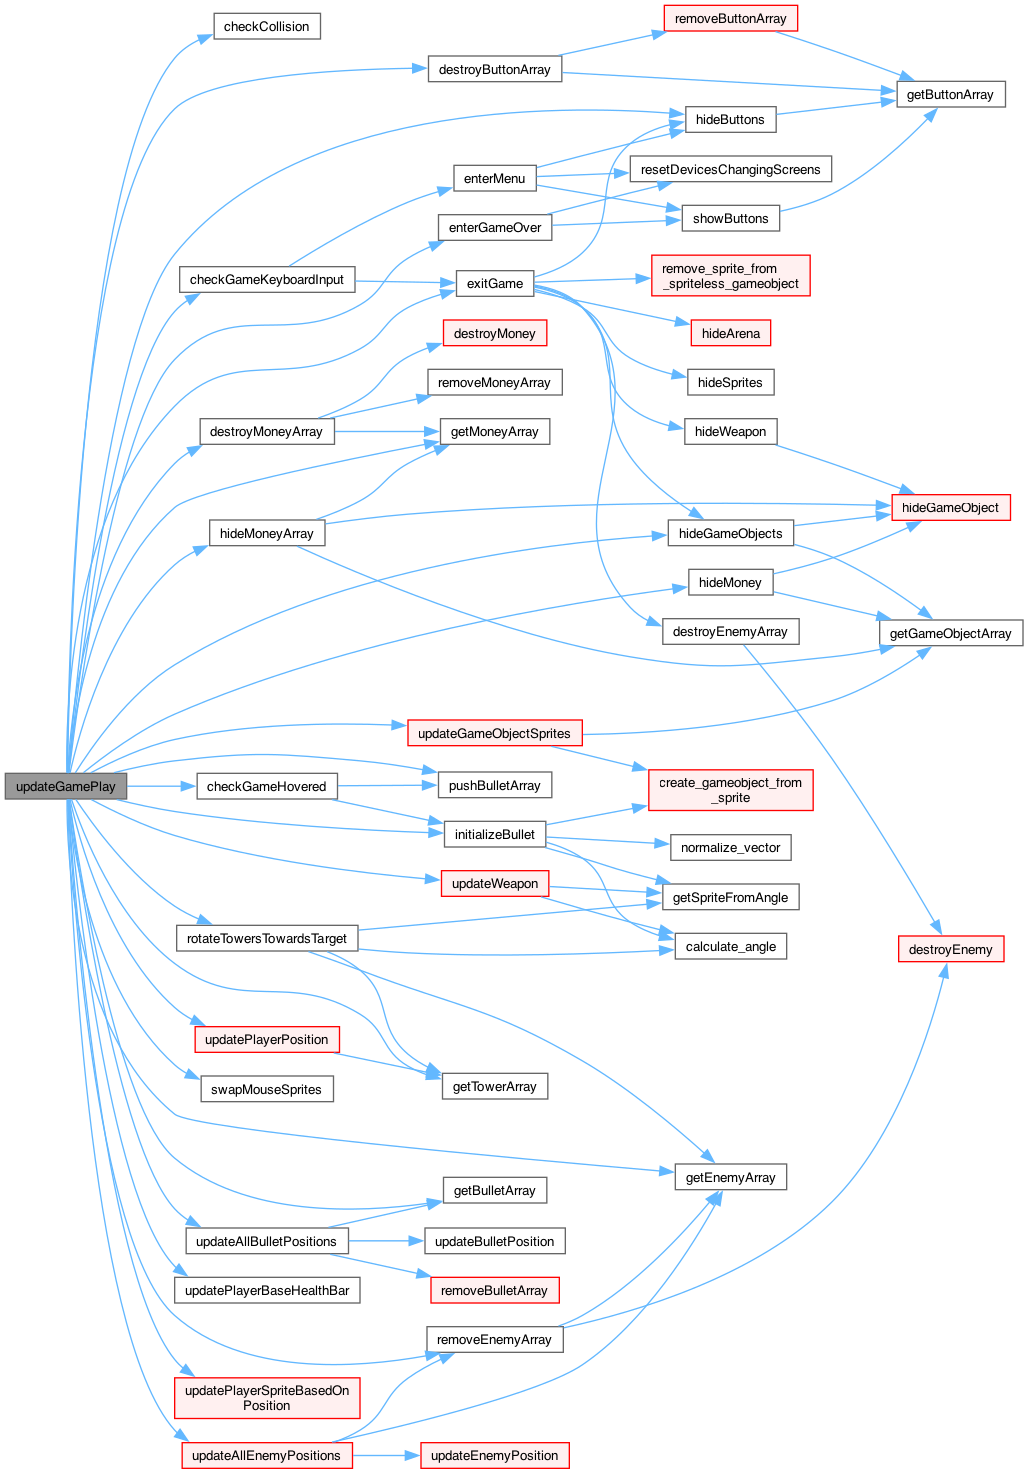 removeButtonArray
checkCollision
destroyButtonArray
getButtonArray
hideButtons
resetDevicesChangingScreens
enterMenu
showButtons
enterGameOver
remove_sprite_from
_spriteless_gameobject
checkGameKeyboardInput
exitGame
destroyMoney
hideArena
removeMoneyArray
hideSprites
destroyMoneyArray
getMoneyArray
hideWeapon
hideGameObject
hideMoneyArray
hideGameObjects
hideMoney
destroyEnemyArray
getGameObjectArray
updateGameObjectSprites
updateGamePlay
checkGameHovered
pushBulletArray
create_gameobject_from
_sprite
initializeBullet
normalize_vector
updateWeapon
getSpriteFromAngle
rotateTowersTowardsTarget
calculate_angle
destroyEnemy
updatePlayerPosition
swapMouseSprites
getTowerArray
getEnemyArray
getBulletArray
updateAllBulletPositions
updateBulletPosition
updatePlayerBaseHealthBar
removeBulletArray
removeEnemyArray
updatePlayerSpriteBasedOn
Position
updateAllEnemyPositions
updateEnemyPosition